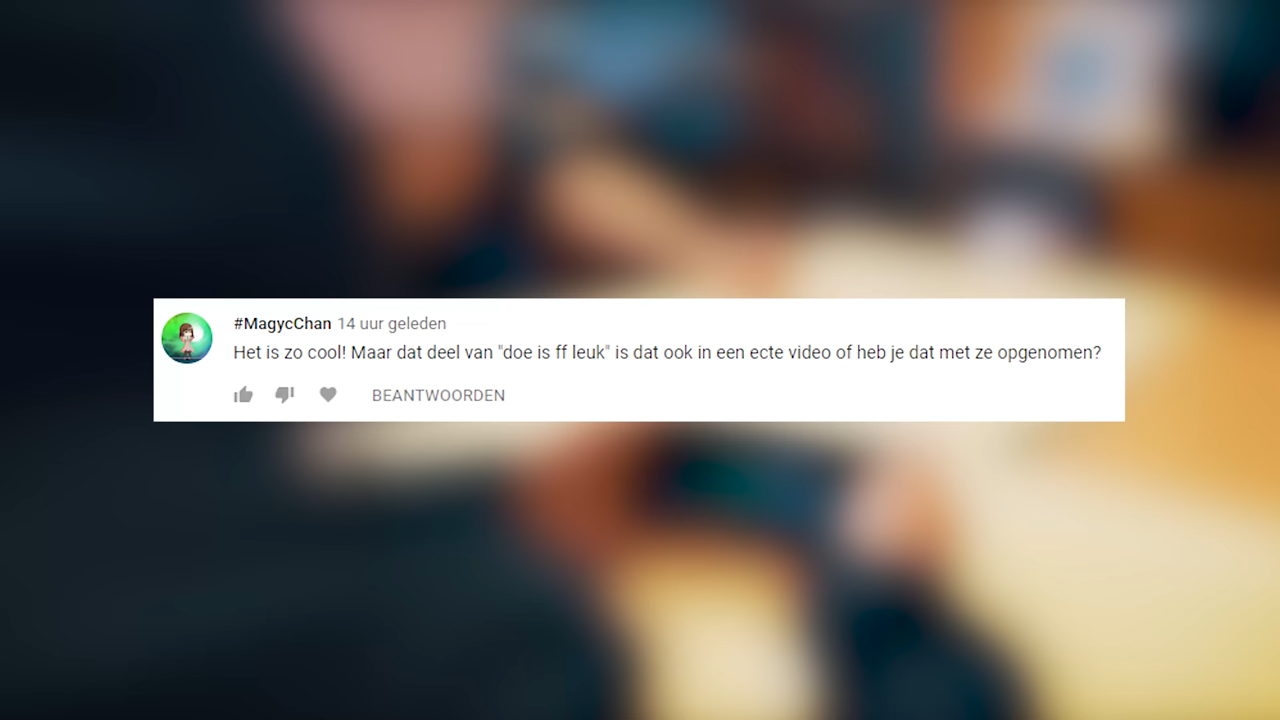 #MagycChan 14 uur geleden
Het is zo cool! Maar dat deel van "doe is ff leuk" is dat ook in een ecte video of heb je dat met ze opgenomen?
BEANTWOORDEN